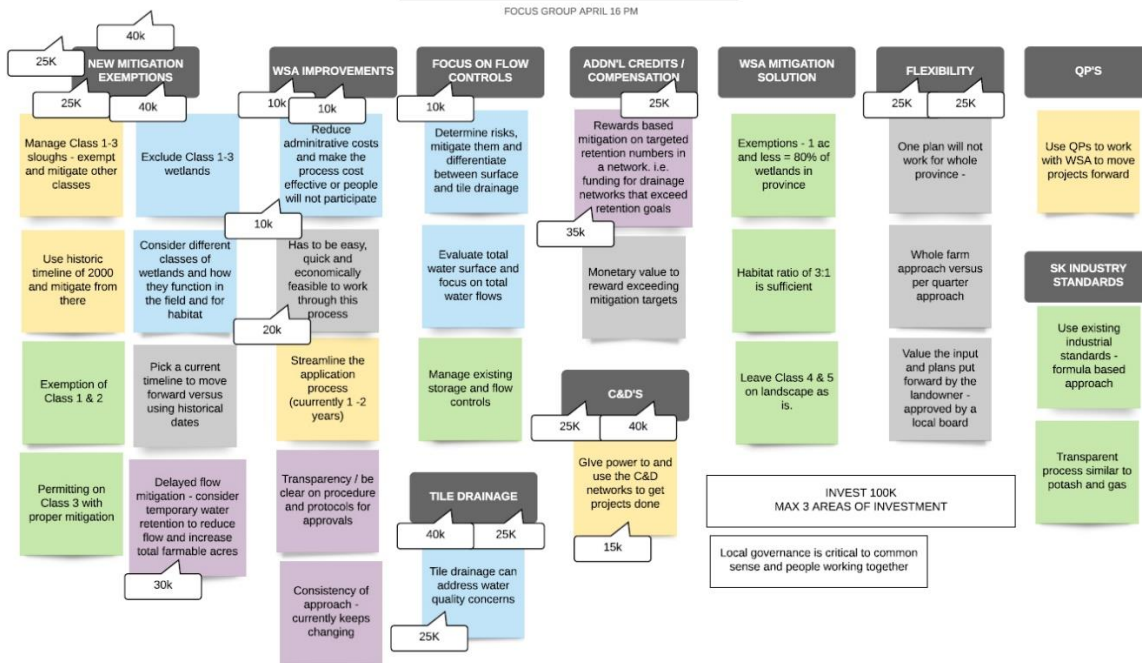 FOCUS GROUP APRIL 16 PM
40k
25K
NEW MITIGATION
EXEMPTIONS
25K
40k
Manage Class 1-3
sloughs - exempt
and mitigate other
classes
Use historic
timeline of 2000
and mitigate from
there
Exemption of
Class 1 & 2
Permitting on
Class 3 with
proper mitigation
Exclude Class 1-3
wetlands
Consider different
classes of
wetlands and how
they function in
the field and for
habitat
Pick a current
timeline to move
forward versus
using historical
dates
Delayed flow
mitigation - consider
temporary water
retention to reduce
flow and increase
total farmable acres
30k
WSA IMPROVEMENTS
10k
10k
Reduce
adminitrative costs
and make the
process cost
effective or people
will not participate
10k
Has to be easy,
quick and
economically
feasible to work
through this
process
20k
Streamline the
application
process
(cuurrently 1 -2
years)
Transparency / be
clear on procedure
and protocols for
approvals
Consistency of
approach -
currently keeps
changing
FOCUS ON FLOW
CONTROLS
10k
Determine risks,
mitigate them and
differentiate
between surface
and tile drainage
Evaluate total
water surface and
focus on total
water flows
Manage existing
storage and flow
controls
TILE DRAINAGE
40k
25K
Tile drainage can
address water
quality concerns
25K
ADDN'L CREDITS /
COMPENSATION
25K
Rewards based
mitigation on targeted
retention numbers in
a network. i.e.
funding for drainage
networks that exceed
retention goals
35k
Monetary value to
reward exceeding
mitigation targets
C&D'S
25K
40k
GIve power to and
use the C&D
networks to get
projects done
15k
WSA MITIGATION
SOLUTION
Exemptions - 1 ac
and less = 80% of
wetlands in
province
Habitat ratio of 3:1
is sufficient
Leave Class 4 & 5
on landscape as
is.
FLEXIBILITY
25K
25K
One plan will not
work for whole
province -
Whole farm
approach versus
per quarter
approach
Value the input
and plans put
forward by the
landowner -
approved by a
local board
INVEST 100K
MAX 3 AREAS OF INVESTMENT
Local governance is critical to common
sense and people working together
QP'S
Use QPs to work
with WSA to move
projects forward
SK INDUSTRY
STANDARDS
Use existing
industrial
standards -
formula based
approach
Transparent
process similar to
potash and gas